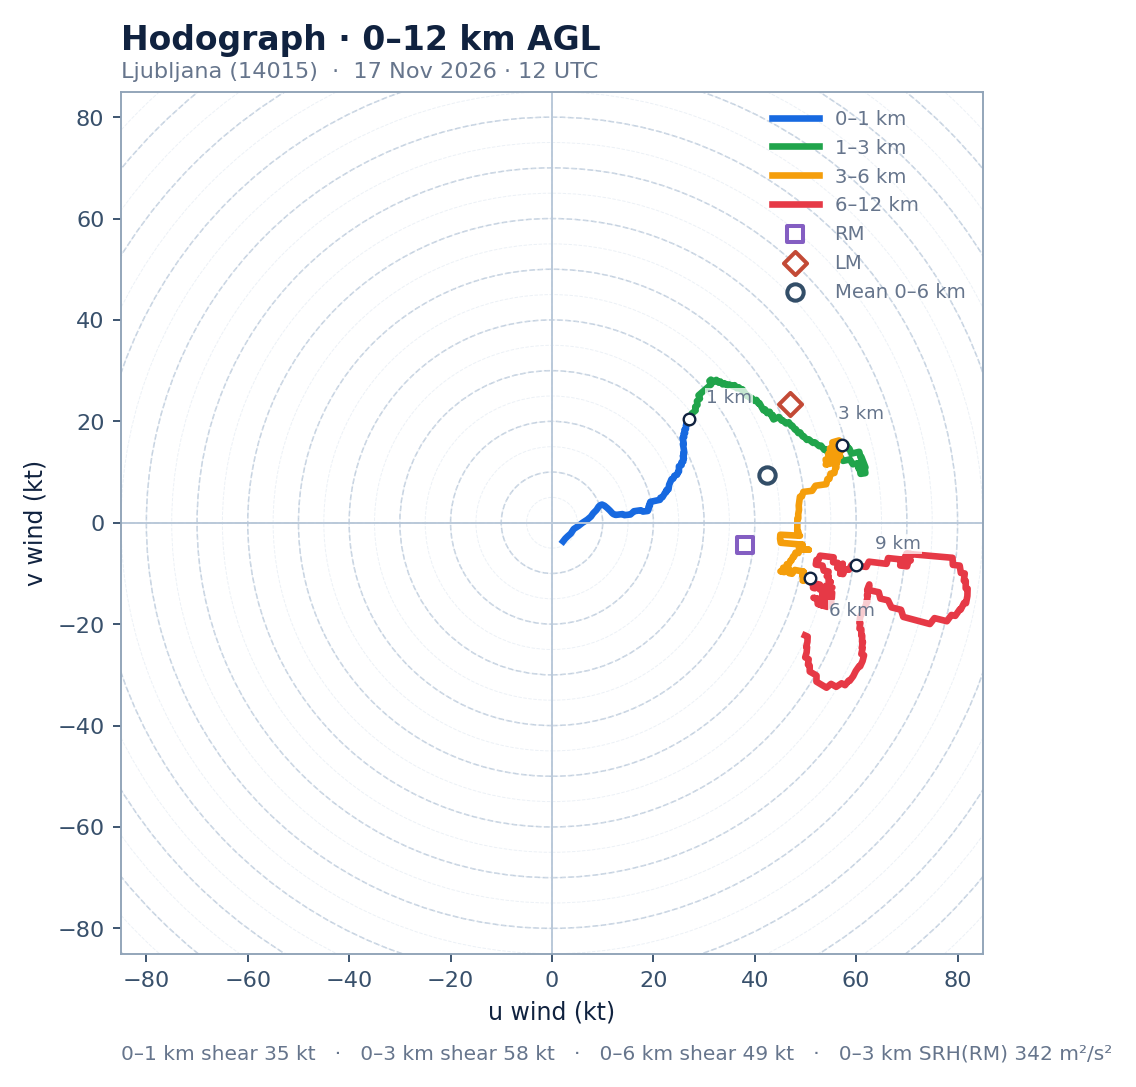 Hodograph · 0–12 km AGL
Ljubljana (14015) · 17 Nov 2026 · 12 UTC
0–1 km
1–3 km
3–6 km
6–12 km
RM
LM
Mean 0–6 km
80
60
40
20
0
−20
−40
−60
−80
v wind (kt)
1 km
3 km
9 km
6 km
−80
−60
−40
−20
0
20
40
60
80
u wind (kt)
0–1 km shear 35 kt · 0–3 km shear 58 kt · 0–6 km shear 49 kt · 0–3 km SRH(RM) 342 m²/s²